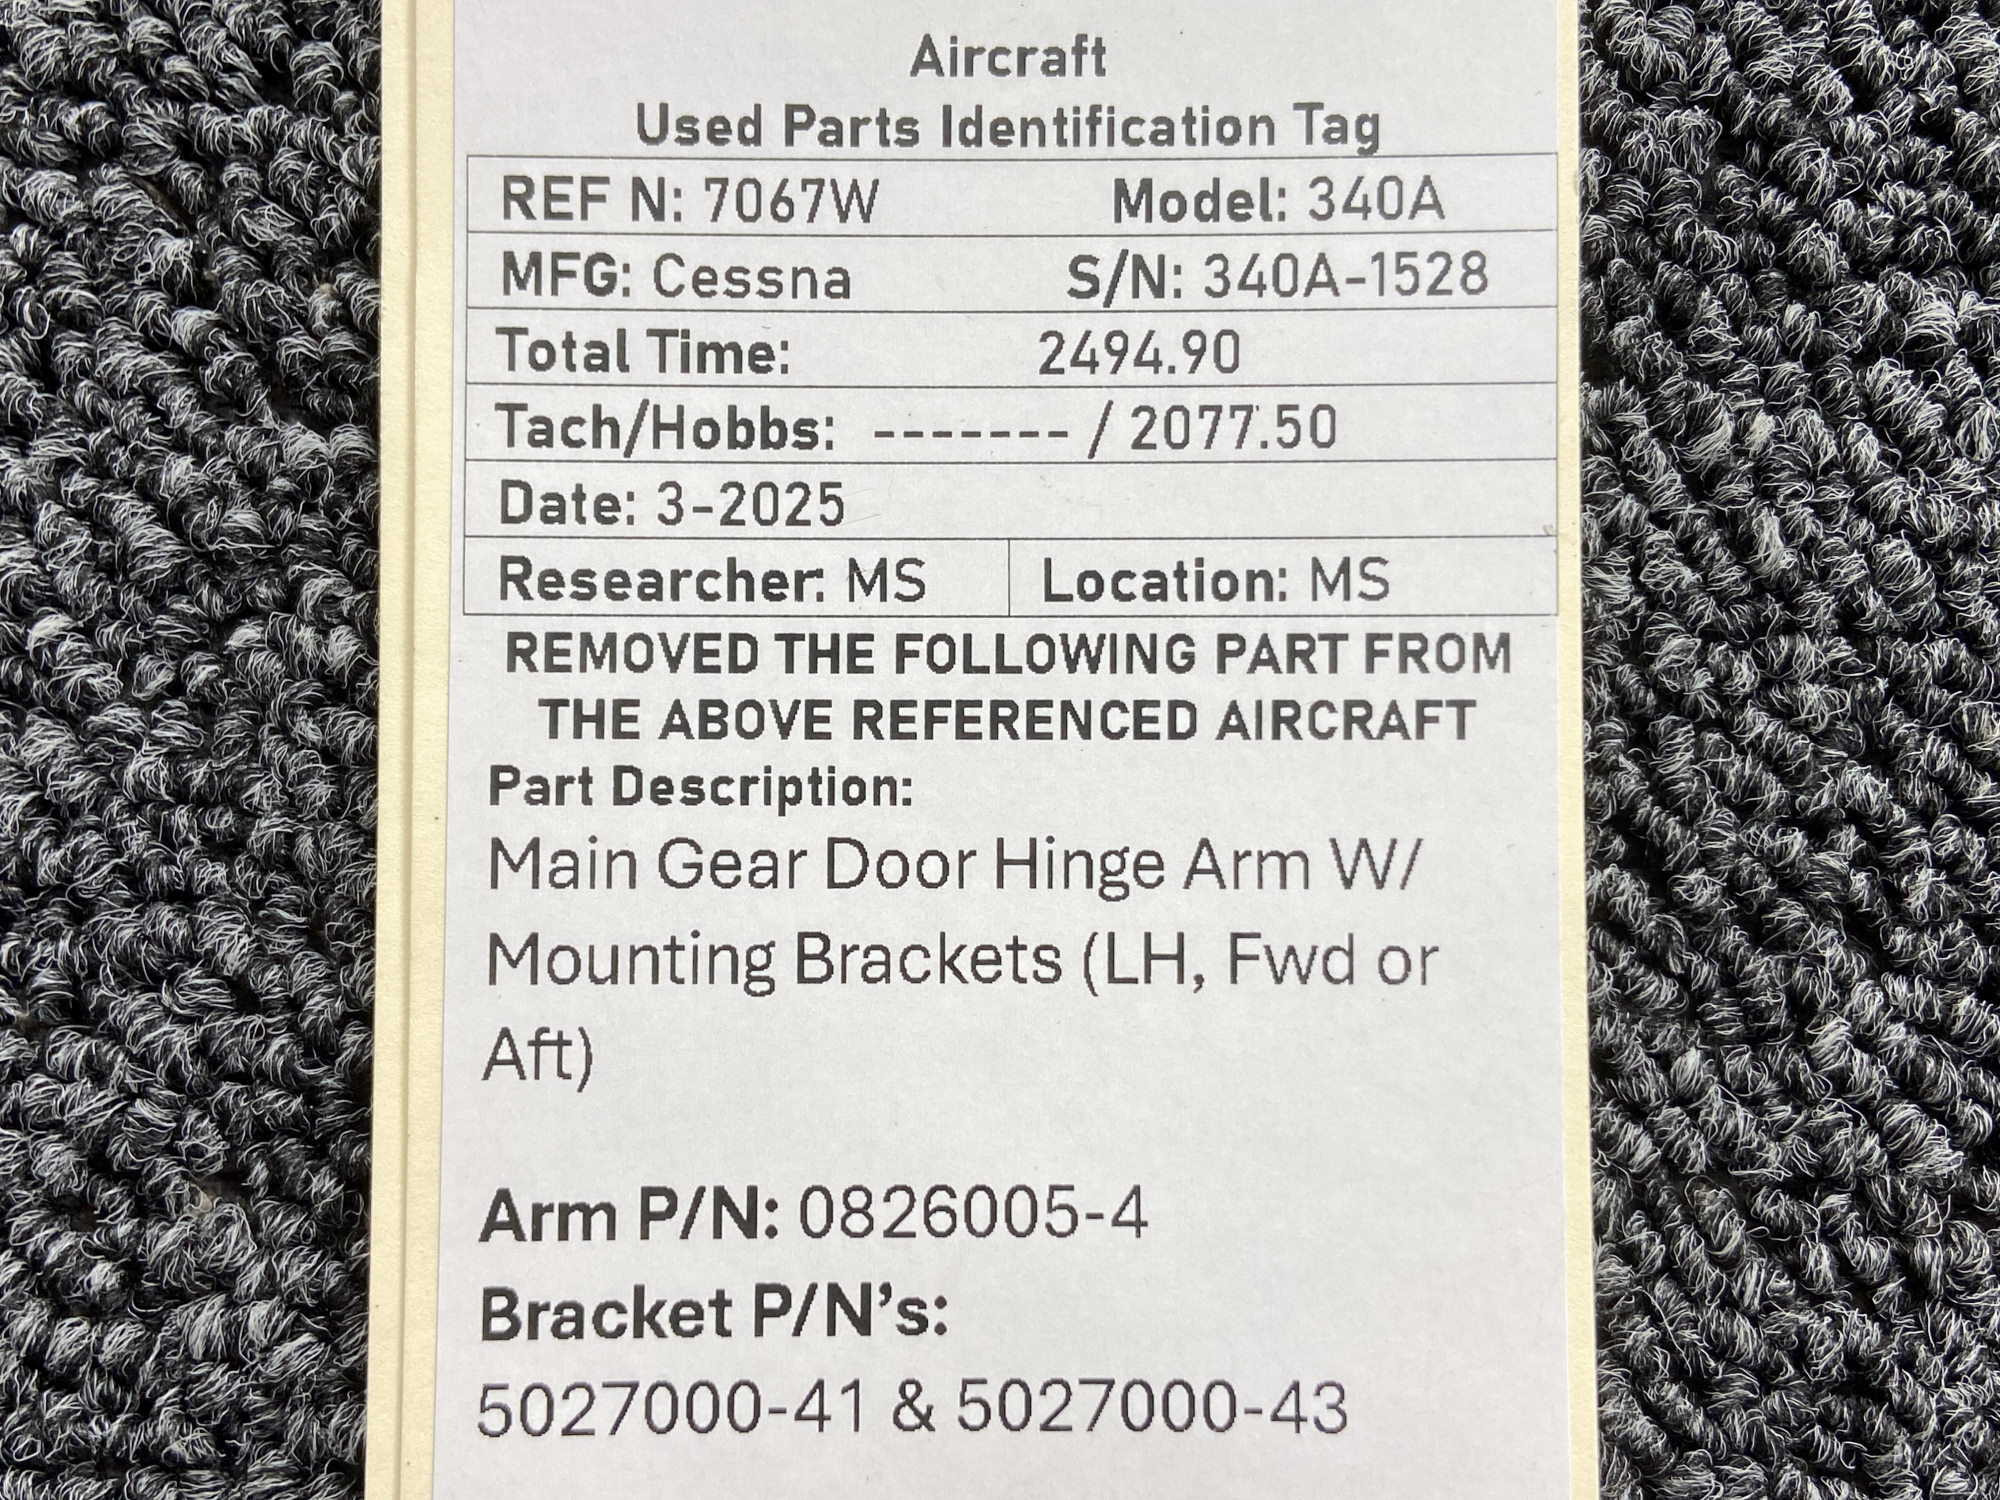 Aircraft
Used Parts Identification Tag
REF N: 7067W Model: 340A
MFG: Cessna S/N: 340A-1528
Total Time: 2494.90
Tach/Hobbs: ------- / 2077.50
Date: 3-2025
Researcher: MS Location: MS
REMOVED THE FOLLOWING PART FROM
THE ABOVE REFERENCED AIRCRAFT
Part Description:
Main Gear Door Hinge Arm W/
Mounting Brackets (LH, Fwd or
Aft)
Arm P/N: 0826005-4
Bracket P/N’s:
5027000-41 & 5027000-43